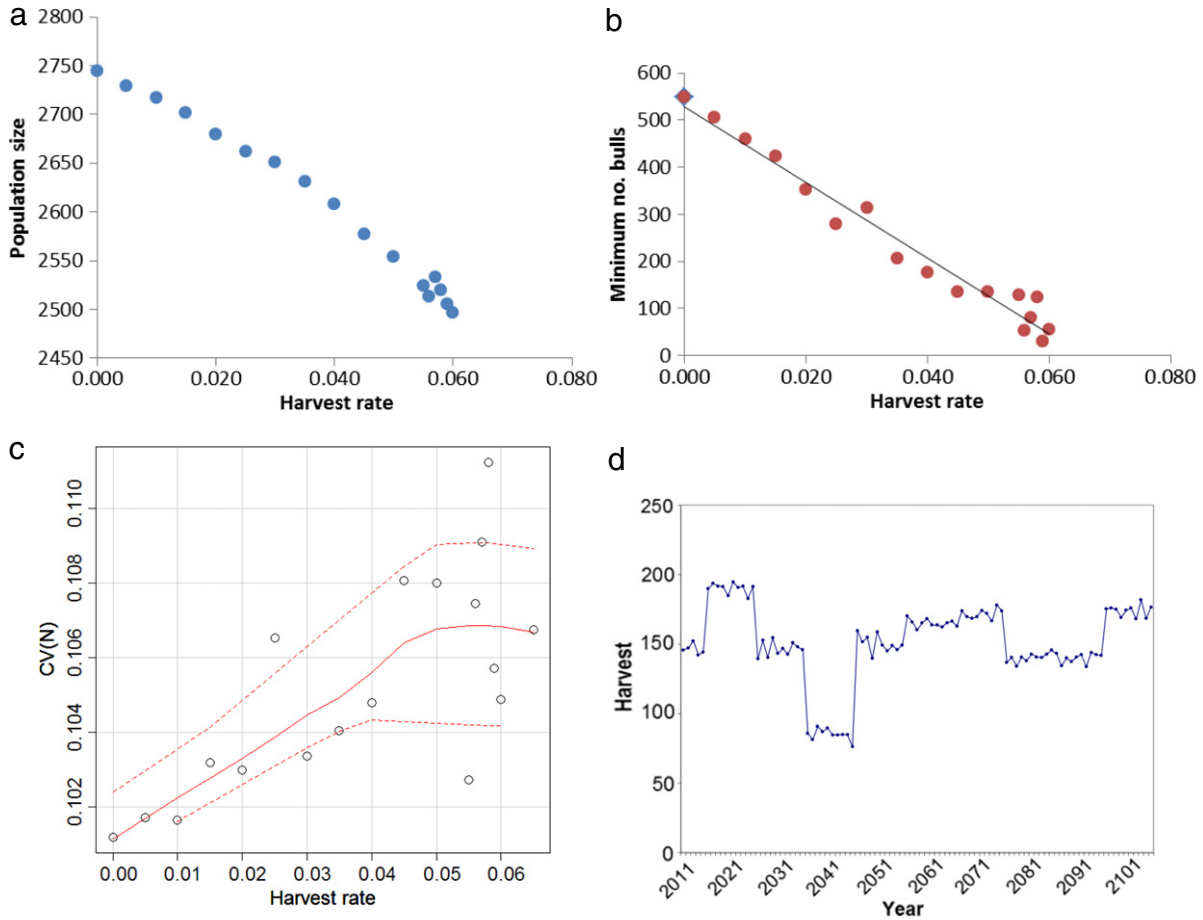 a
2800
2750
2700
2650
2600
2550
2500
2450
Population size
0.000 0.020 0.040 0.060 0.080
Harvest rate
b
600
500
400
300
200
100
0
Minimum no. bulls
0.000 0.020 0.040 0.060 0.080
Harvest rate
c
0.110
0.108
0.106
0.104
0.102
CV(N)
0.00 0.01 0.02 0.03 0.04 0.05 0.06
Harvest rate
d
250
200
150
100
50
0
Harvest
2011 2021 2031 2041 2051 2061 2071 2081 2091 2101
Year